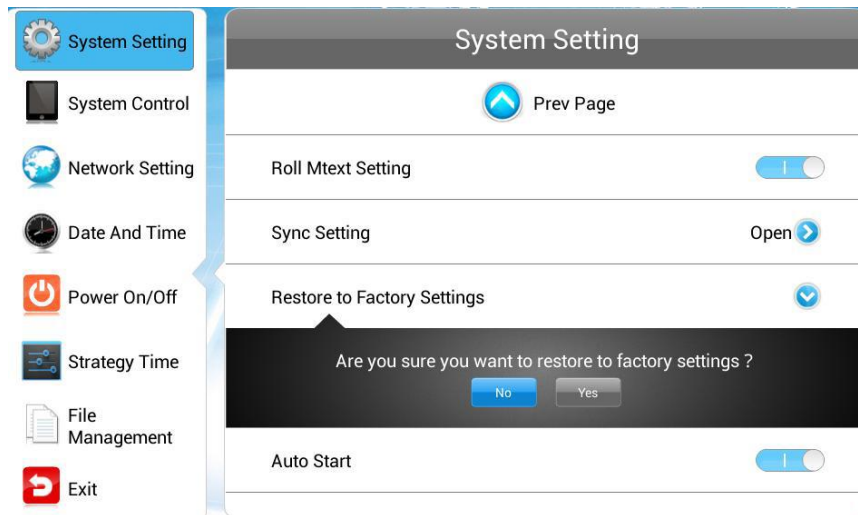 System Setting
System Control
Network Setting
Date And Time
Power On/Off
Strategy Time
File
Management
Exit
System Setting
Prev Page
Roll Mtext Setting
Sync Setting
Open
Restore to Factory Settings
Are you sure you want to restore to factory settings ?
No
Yes
Auto Start